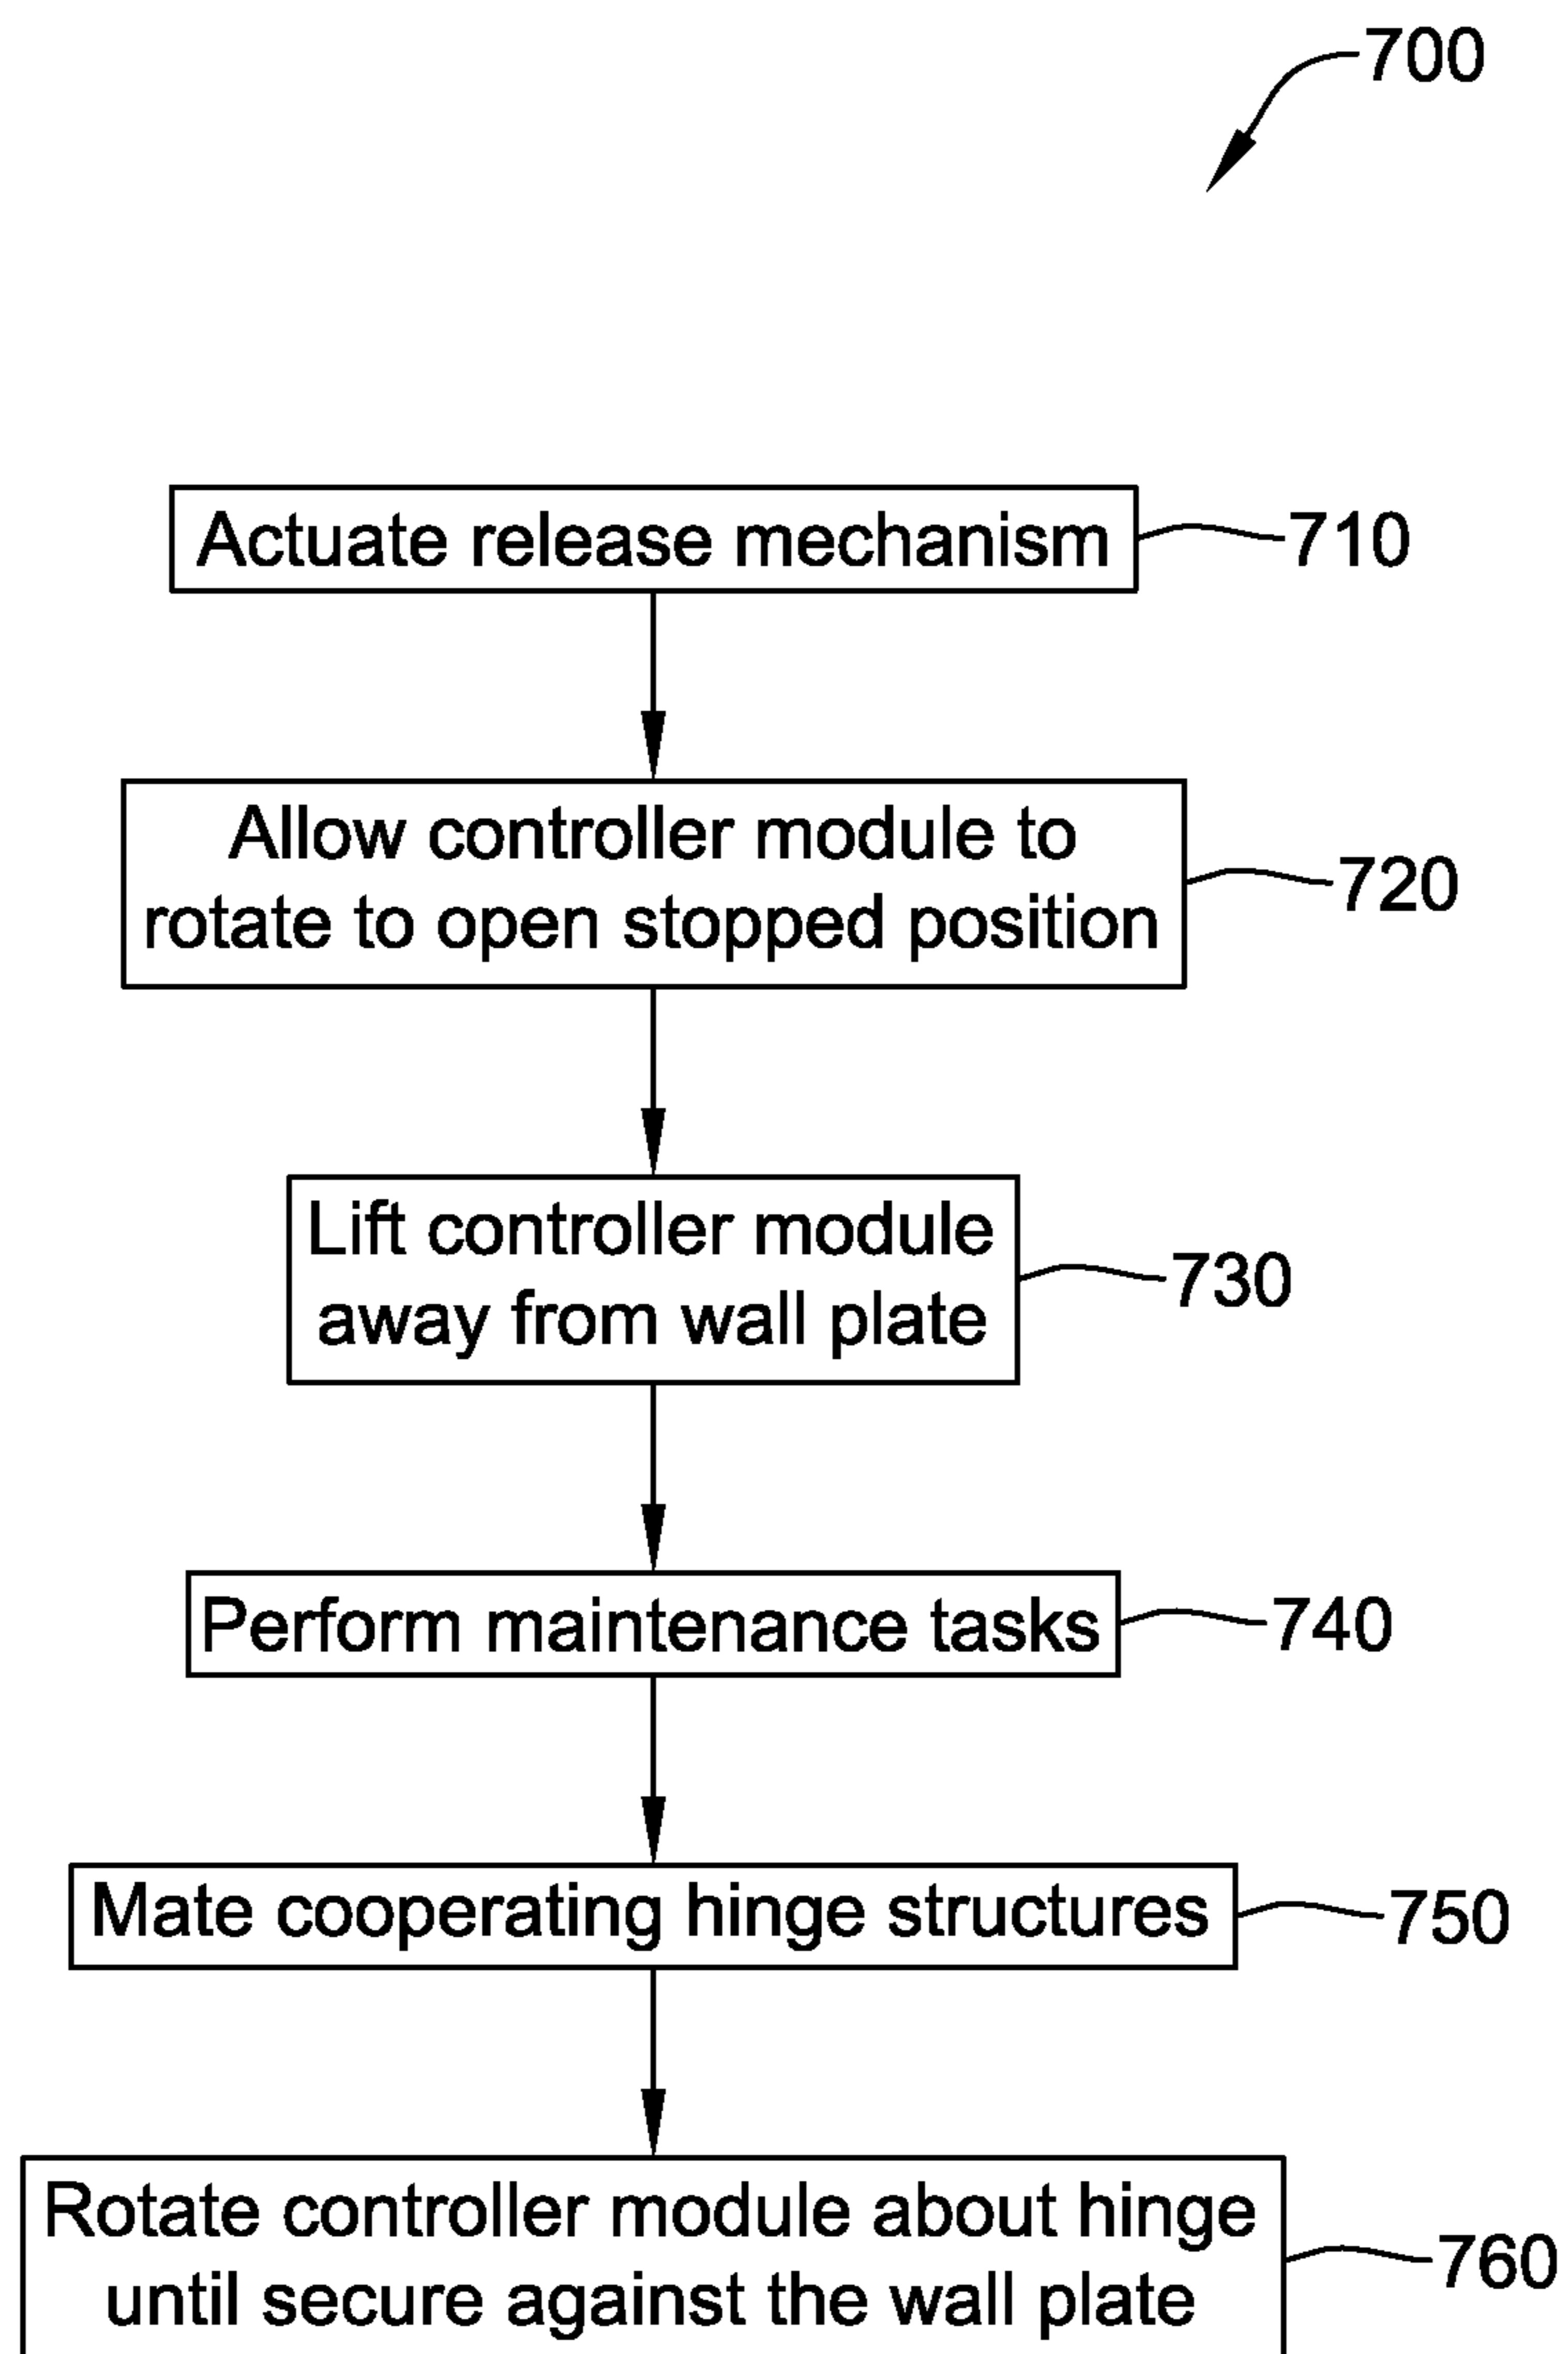 700
Actuate release mechanism
710
Allow controller module to
rotate to open stopped position
720
Lift controller module
away from wall plate
730
Perform maintenance tasks
740
Mate cooperating hinge structures
750
Rotate controller module about hinge
until secure against the wall plate
760